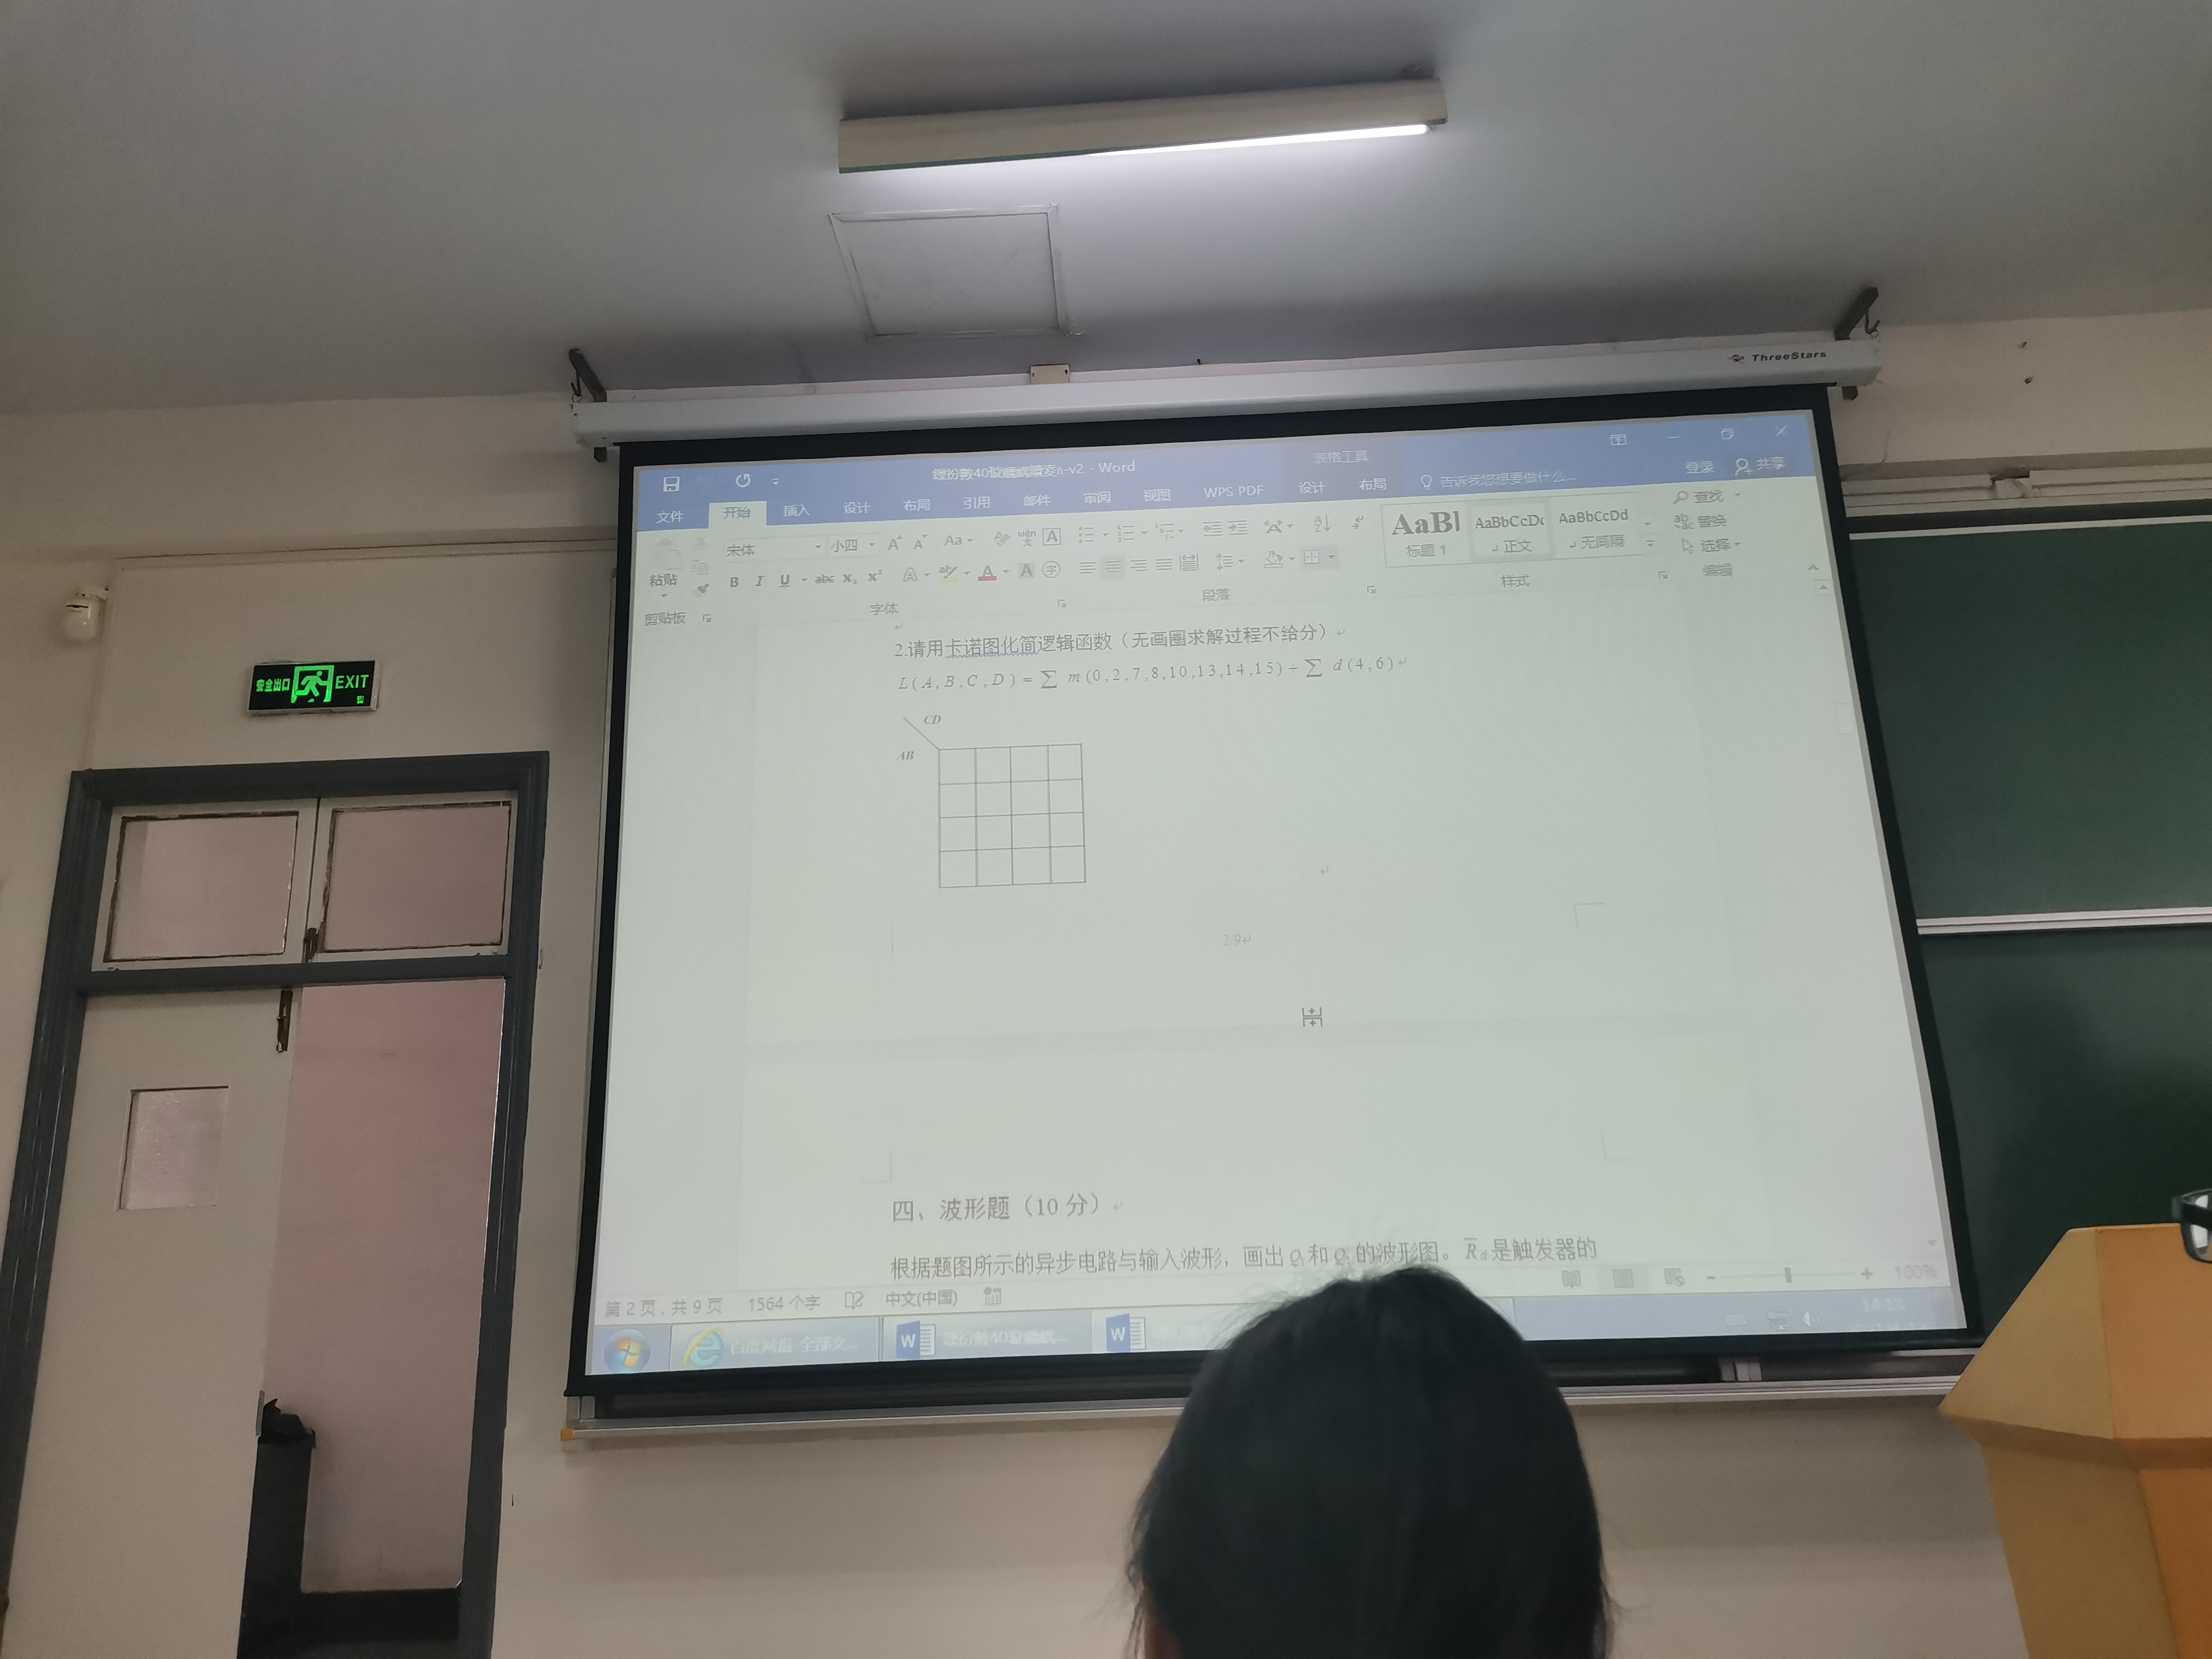 ThreeStars
安全出口 EXIT
-v2 - Word
表格工具
文件 开始 插入 设计 布局 引用 邮件 审阅 视图 WPS PDF 设计 布局 告诉我您想要做什么... 登录 共享
粘贴
剪贴板
宋体 小四
B I U abc X₂ X²
字体
段落
AaBl AaBbCcDc AaBbCcDd
标题 1 正文 无间隔
样式
查找
替换
选择
编辑
2.请用卡诺图化简逻辑函数（无画圈求解过程不给分）
L(A,B,C,D)=∑ m(0,2,7,8,10,13,14,15)+∑ d(4,6)
CD
AB
四、波形题（10 分）
根据题图所示的异步电路与输入波形，画出 和 的波形图。R̅d 是触发器的
第 2 页，共 9 页 1564 个字 中文(中国) 100%